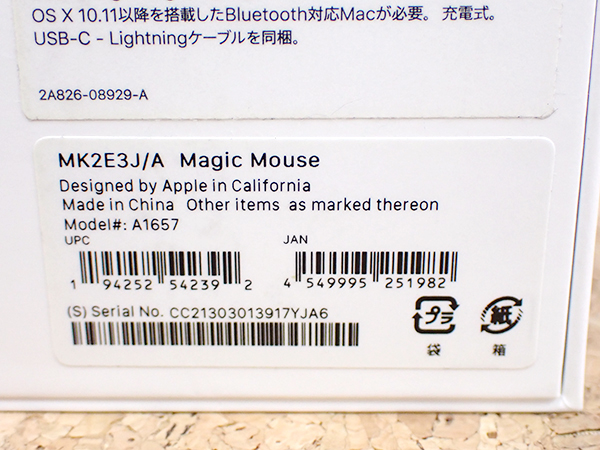 OS X 10.11以降を搭載したBluetooth対応Macが必要。 充電式。
USB-C - Lightningケーブルを同梱。
2A826-08929-A
MK2E3J/A Magic Mouse
Designed by Apple in California
Made in China Other items as marked thereon
Model#: A1657
UPC JAN
1 94252 54239 2 4 549995 251982
(S) Serial No. CC21303013917YJA6
プラ 紙
袋 箱